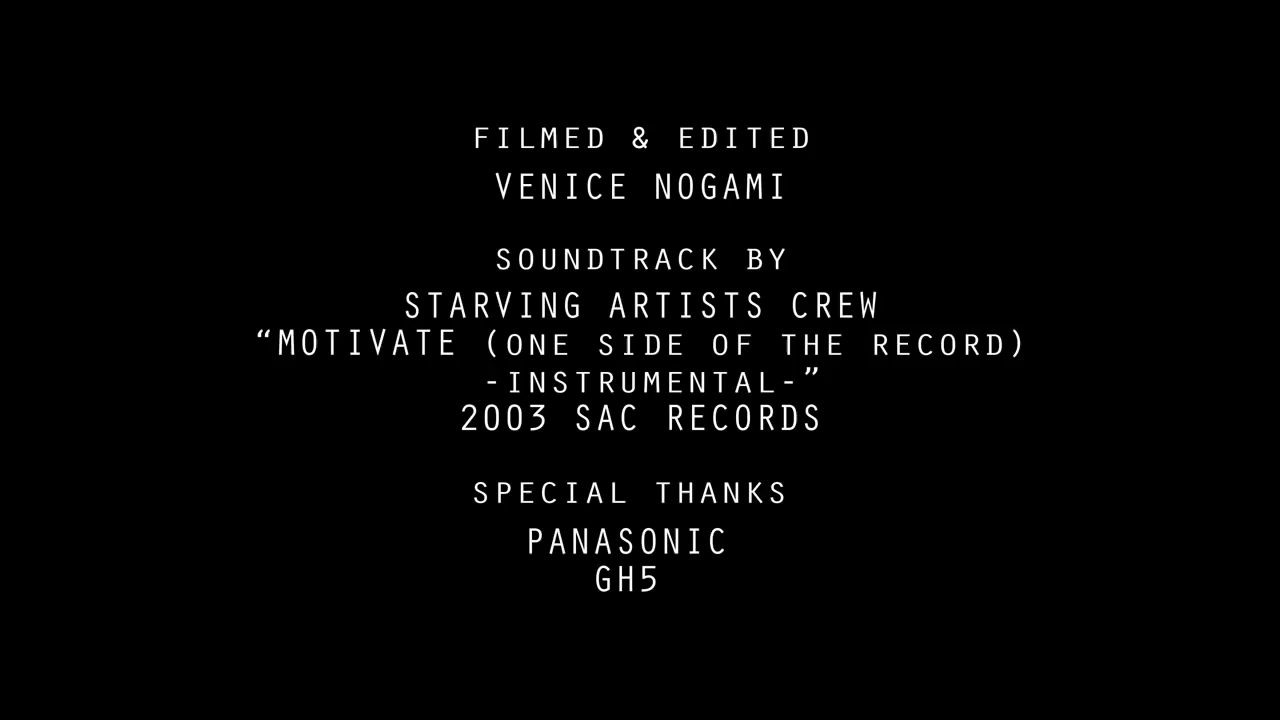 FILMED & EDITED
VENICE NOGAMI
SOUNDTRACK BY
STARVING ARTISTS CREW
“MOTIVATE (ONE SIDE OF THE RECORD)
-INSTRUMENTAL-”
2003 SAC RECORDS
SPECIAL THANKS
PANASONIC
GH5